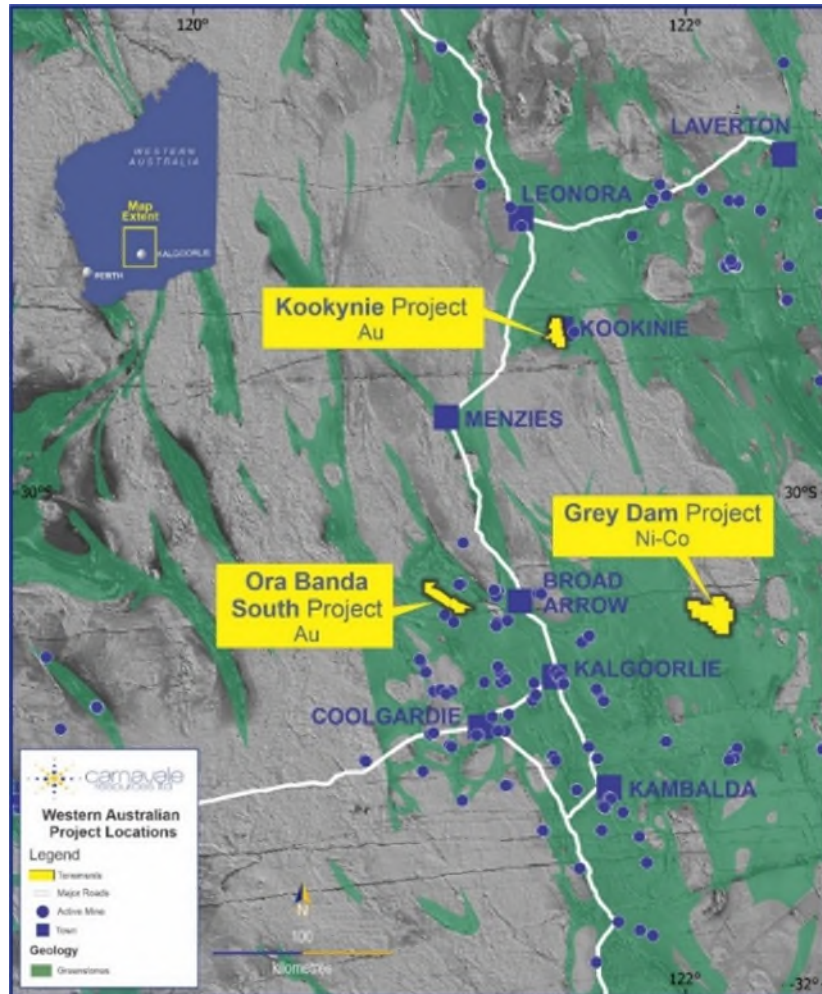 120°
122°
WESTERN
AUSTRALIA
Map
Extent
KALGOORLIE
PERTH
LAVERTON
LEONORA
Kookynie Project
Au
KOOKINIE
MENZIES
30°S
30°S
Grey Dam Project
Ni-Co
Ora Banda
South Project
Au
BROAD
ARROW
KALGOORLIE
COOLGARDIE
KAMBALDA
carnavale
resources ltd
Western Australian
Project Locations
Legend
Tenements
Major Roads
Active Mine
Town
Geology
Greenstones
N
100
kilometres
122°
-32°